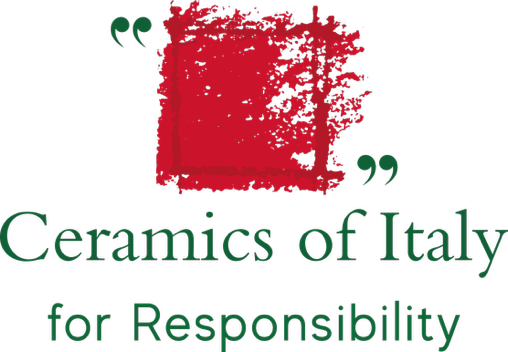 “ ”
Ceramics of Italy
for Responsibility